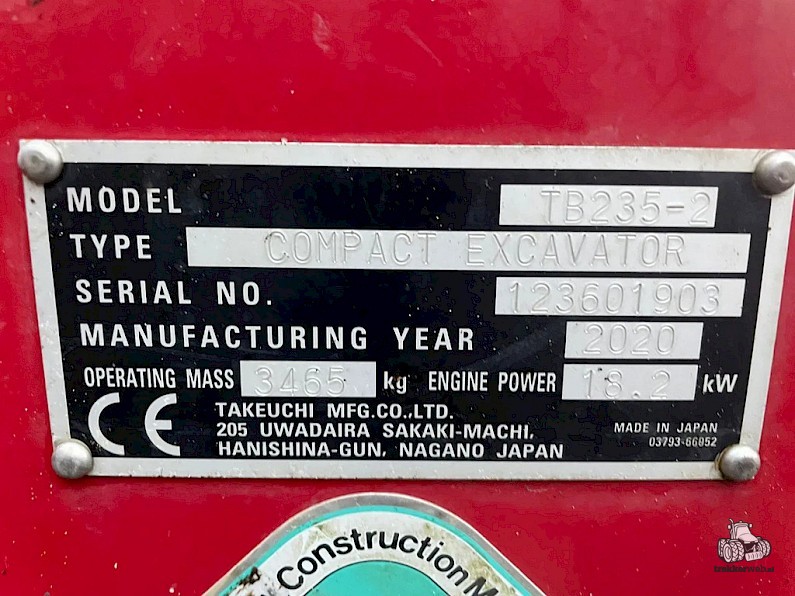 MODEL TB235-2
TYPE COMPACT EXCAVATOR
SERIAL NO. 123601903
MANUFACTURING YEAR 2020
OPERATING MASS 3465 kg ENGINE POWER 18.2 kW
CE
TAKEUCHI MFG.CO.,LTD.
205 UWADAIRA SAKAKI-MACHI,
HANISHINA-GUN, NAGANO JAPAN
MADE IN JAPAN
03793-66952
Construction